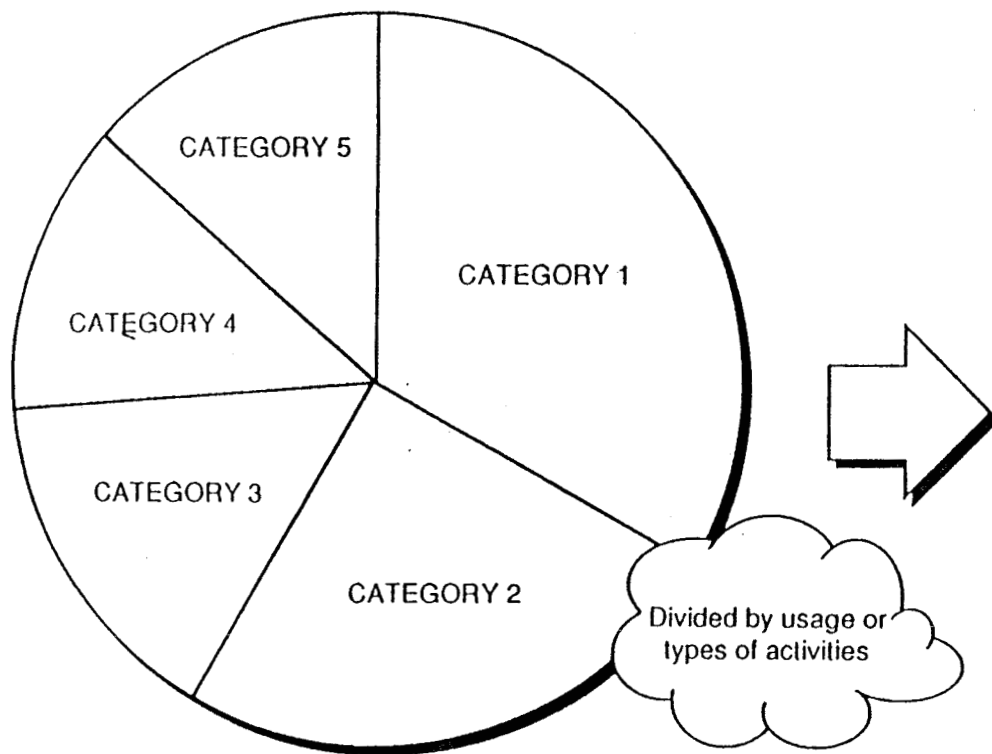 CATEGORY 5
CATEGORY 1
CATEGORY 4
CATEGORY 3
CATEGORY 2
Divided by usage or
types of activities